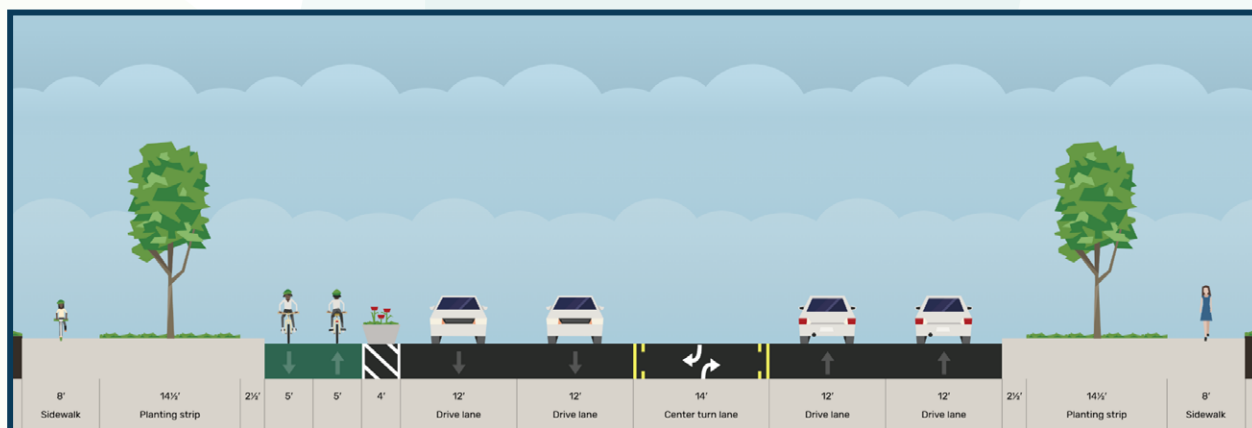 8' 14½' 2½' 5' 5' 4' 12' 12' 14' 12' 12' 2½' 14½' 8'
Sidewalk Planting strip Drive lane Drive lane Center turn lane Drive lane Drive lane Planting strip Sidewalk